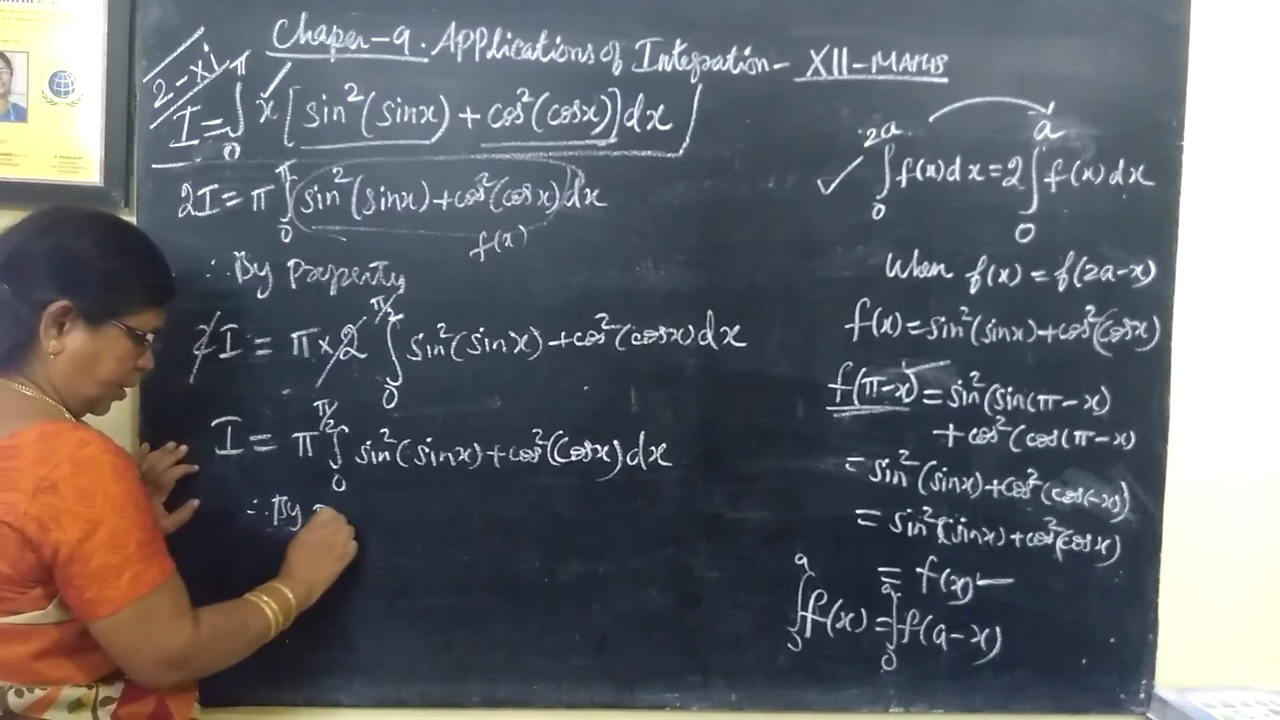 Chaper-9. Applications of Integration - XII-MATHS
2-xi
I = ∫₀^π x [sin²(sinx) + cos²(cosx)] dx
2I = π ∫₀^π sin²(sinx) + cos²(cosx) dx
f(x)
∴ By property
2I = π × 2 ∫₀^{π/2} sin²(sinx) + cos²(cosx) dx
I = π ∫₀^{π/2} sin²(sinx) + cos²(cosx) dx
∴ By
∫₀^{2a} f(x) dx = 2 ∫₀^a f(x) dx
When f(x) = f(2a-x)
f(x) = sin²(sinx) + cos²(cosx)
f(π-x) = sin²(sin(π-x)
+ cos²(cos(π-x)
= sin²(sinx) + cos²(cos(-x))
= sin²(sinx) + cos²(cosx)
= f(x)
∫₀^a f(x) = ∫₀^a f(a-x)